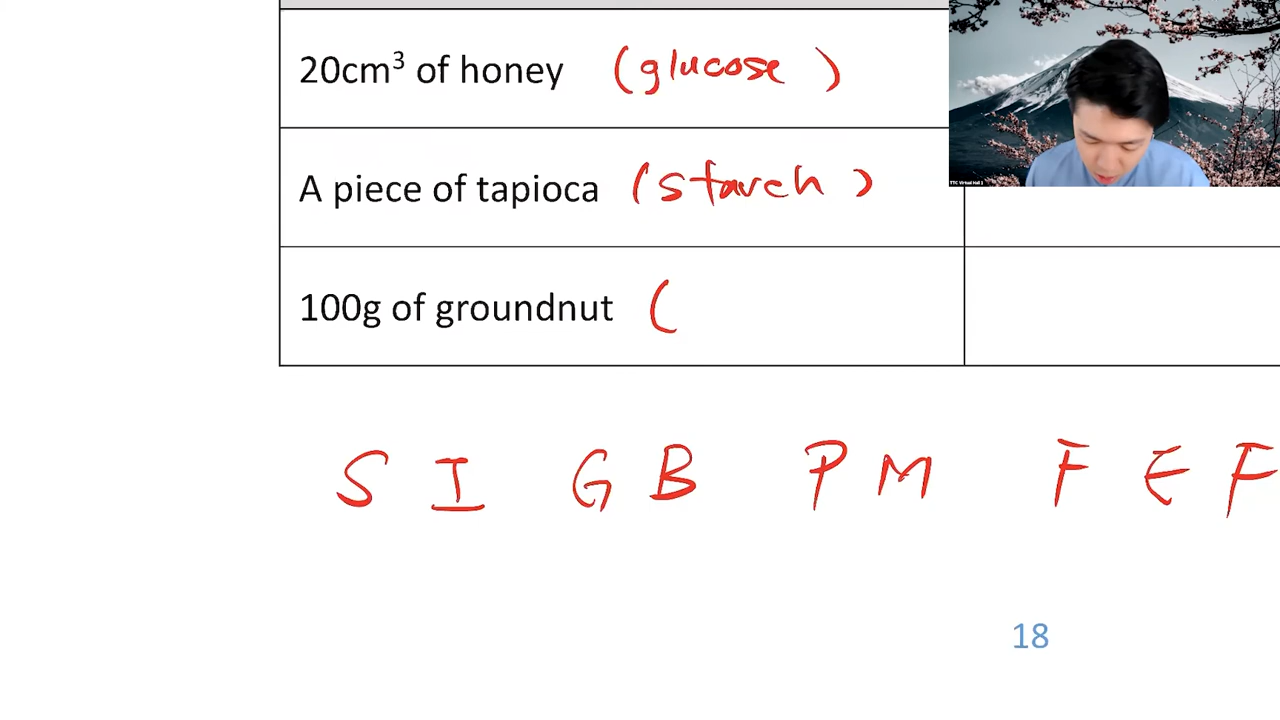 20cm³ of honey (glucose)
A piece of tapioca (starch)
100g of groundnut (
S I G B P M F E F
18